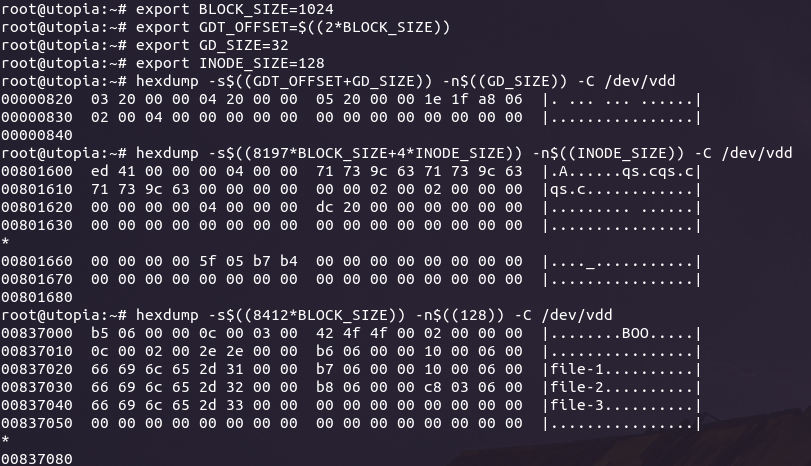 root@utopia:~# export BLOCK_SIZE=1024
root@utopia:~# export GDT_OFFSET=$((2*BLOCK_SIZE))
root@utopia:~# export GD_SIZE=32
root@utopia:~# export INODE_SIZE=128
root@utopia:~# hexdump -s$((GDT_OFFSET+GD_SIZE)) -n$((GD_SIZE)) -C /dev/vdd
00000820  03 20 00 00 04 20 00 00  05 20 00 00 1e 1f a8 06  |. ... ... ......|
00000830  02 00 04 00 00 00 00 00  00 00 00 00 00 00 00 00  |................|
00000840
root@utopia:~# hexdump -s$((8197*BLOCK_SIZE+4*INODE_SIZE)) -n$((INODE_SIZE)) -C /dev/vdd
00801600  ed 41 00 00 00 04 00 00  71 73 9c 63 71 73 9c 63  |.A......qs.cqs.c|
00801610  71 73 9c 63 00 00 00 00  00 00 02 00 02 00 00 00  |qs.c............|
00801620  00 00 00 00 04 00 00 00  dc 20 00 00 00 00 00 00  |......... ......|
00801630  00 00 00 00 00 00 00 00  00 00 00 00 00 00 00 00  |................|
*
00801660  00 00 00 00 5f 05 b7 b4  00 00 00 00 00 00 00 00  |...._...........|
00801670  00 00 00 00 00 00 00 00  00 00 00 00 00 00 00 00  |................|
00801680
root@utopia:~# hexdump -s$((8412*BLOCK_SIZE)) -n$((128)) -C /dev/vdd
00837000  b5 06 00 00 0c 00 03 00  42 4f 4f 00 02 00 00 00  |........BOO.....|
00837010  0c 00 02 00 2e 2e 00 00  b6 06 00 00 10 00 06 00  |................|
00837020  66 69 6c 65 2d 31 00 00  b7 06 00 00 10 00 06 00  |file-1..........|
00837030  66 69 6c 65 2d 32 00 00  b8 06 00 00 c8 03 06 00  |file-2..........|
00837040  66 69 6c 65 2d 33 00 00  00 00 00 00 00 00 00 00  |file-3..........|
00837050  00 00 00 00 00 00 00 00  00 00 00 00 00 00 00 00  |................|
*
00837080